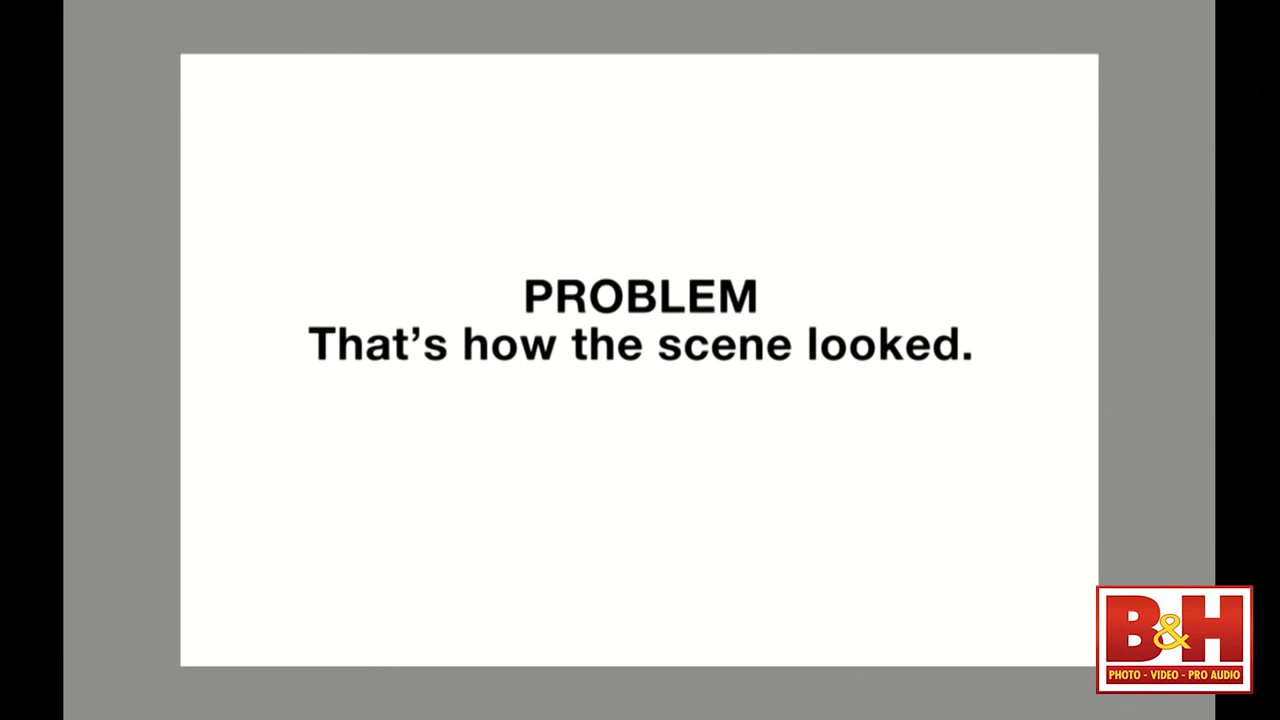 PROBLEM
That’s how the scene looked.
B&H
PHOTO - VIDEO - PRO AUDIO